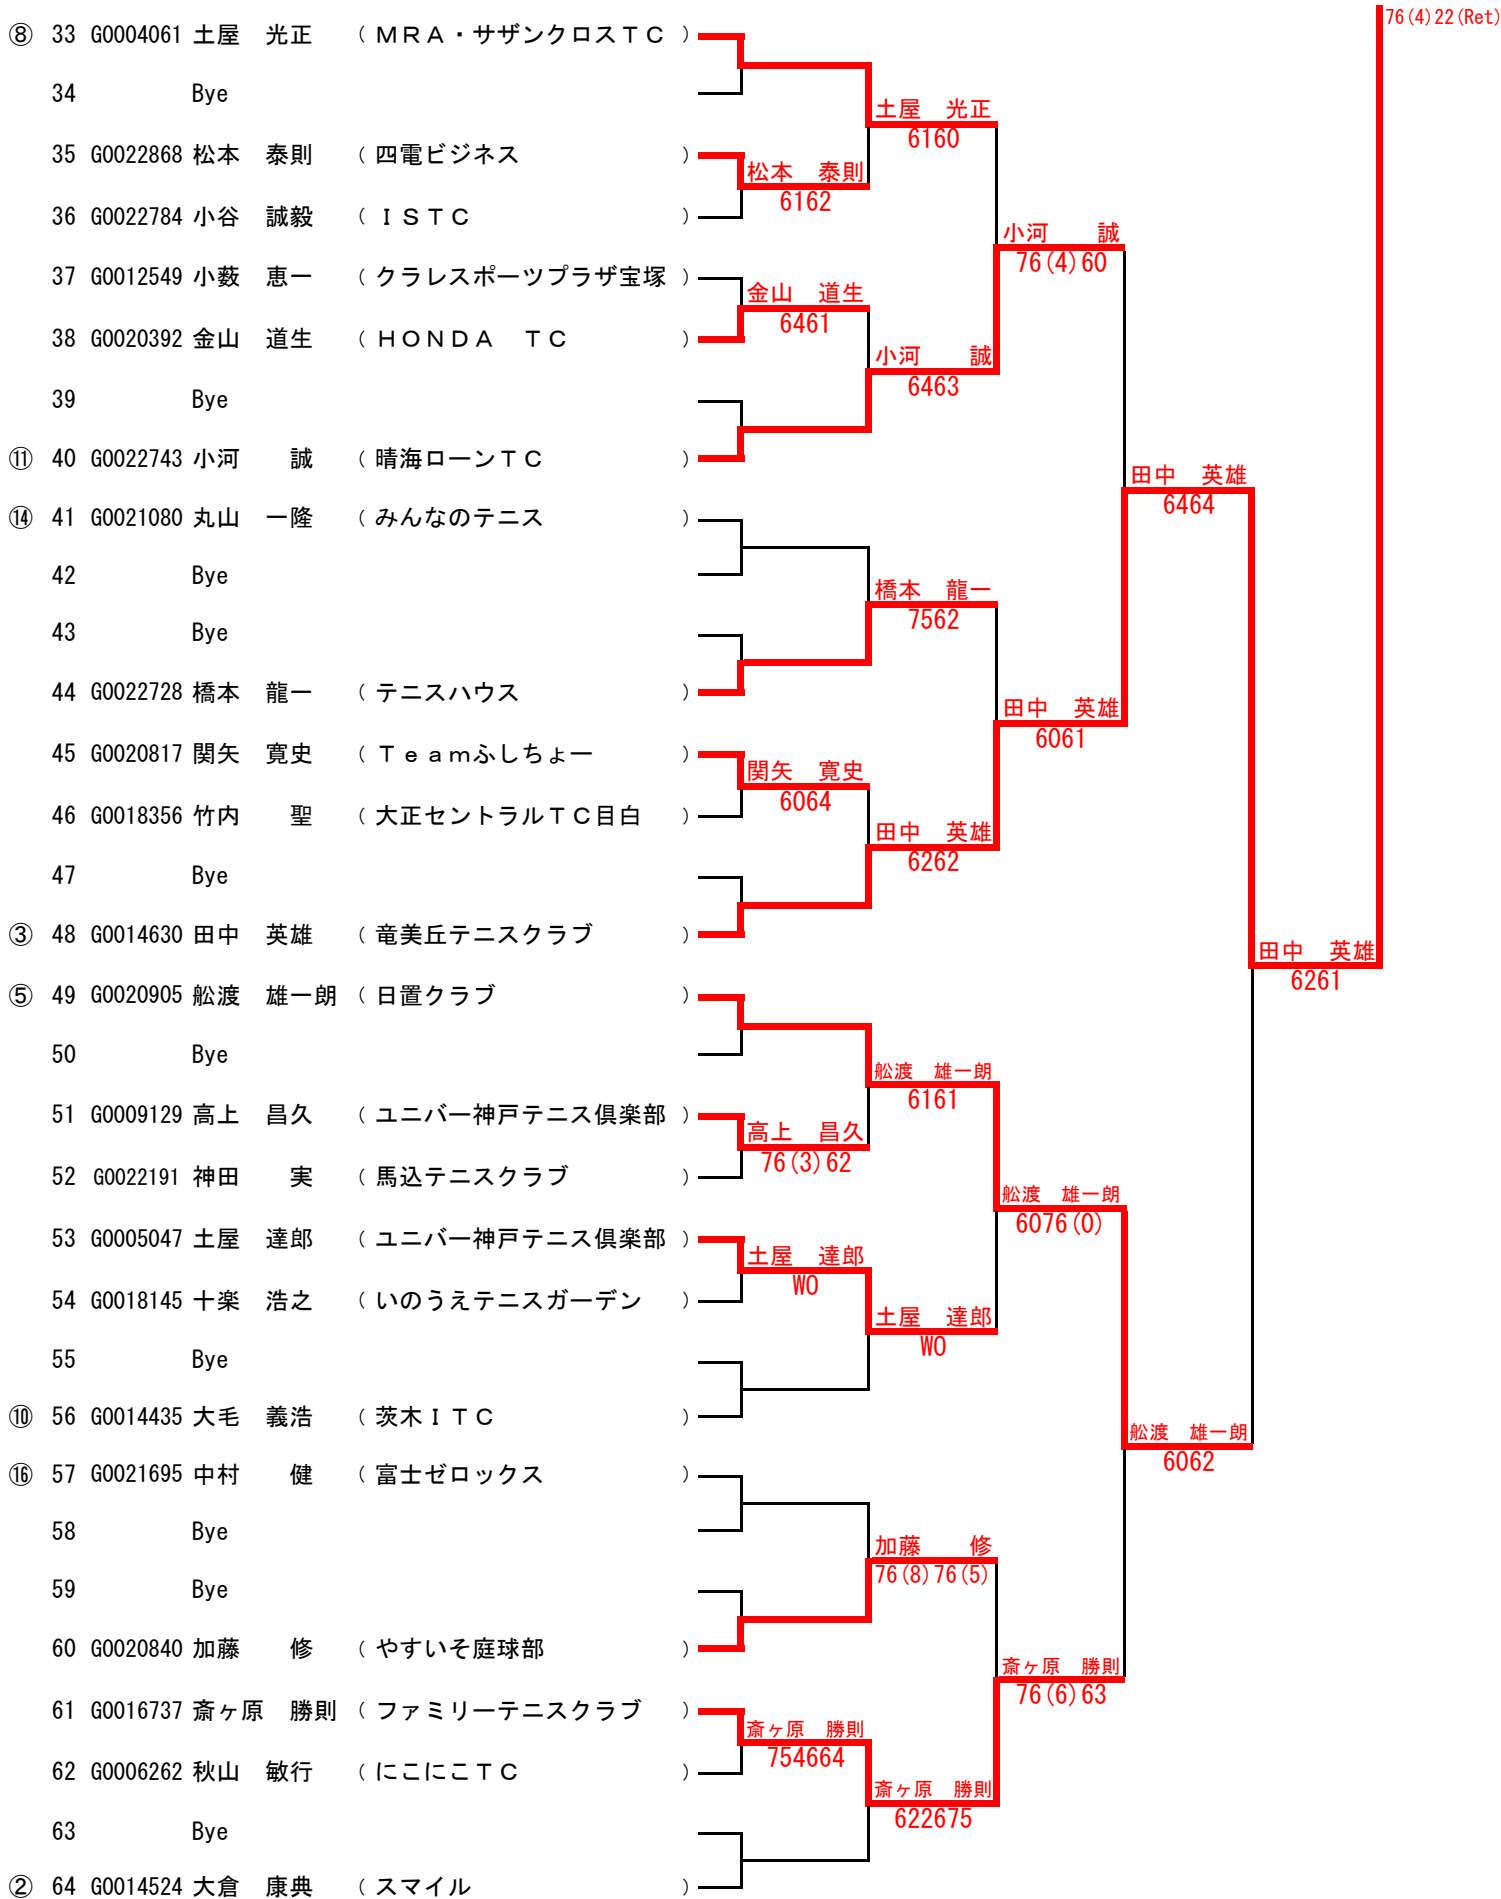 76(4)22(Ret)
⑧ 33 G0004061 土屋　光正 （ ＭＲＡ・サザンクロスＴＣ ）
34 Bye
土屋　光正
6160
35 G0022868 松本　泰則 （ 四電ビジネス ）
松本　泰則
6162
36 G0022784 小谷　誠毅 （ ＩＳＴＣ ）
小河　　誠
76(4)60
37 G0012549 小薮　恵一 （ クラレスポーツプラザ宝塚 ）
金山　道生
6461
38 G0020392 金山　道生 （ ＨＯＮＤＡ　ＴＣ ）
小河　　誠
6463
39 Bye
⑪ 40 G0022743 小河　　誠 （ 晴海ローンＴＣ ）
田中　英雄
6464
⑭ 41 G0021080 丸山　一隆 （ みんなのテニス ）
42 Bye
橋本　龍一
7562
43 Bye
44 G0022728 橋本　龍一 （ テニスハウス ）
田中　英雄
6061
45 G0020817 関矢　寛史 （ Ｔｅａｍふしちょー ）
関矢　寛史
6064
46 G0018356 竹内　　聖 （ 大正セントラルＴＣ目白 ）
田中　英雄
6262
47 Bye
③ 48 G0014630 田中　英雄 （ 竜美丘テニスクラブ ）
田中　英雄
6261
⑤ 49 G0020905 舩渡　雄一朗 （ 日置クラブ ）
50 Bye
舩渡　雄一朗
6161
51 G0009129 高上　昌久 （ ユニバー神戸テニス倶楽部 ）
高上　昌久
76(3)62
52 G0022191 神田　　実 （ 馬込テニスクラブ ）
舩渡　雄一朗
6076(0)
53 G0005047 土屋　達郎 （ ユニバー神戸テニス倶楽部 ）
土屋　達郎
WO
54 G0018145 十楽　浩之 （ いのうえテニスガーデン ）
土屋　達郎
WO
55 Bye
⑩ 56 G0014435 大毛　義浩 （ 茨木ＩＴＣ ）
舩渡　雄一朗
6062
⑯ 57 G0021695 中村　　健 （ 富士ゼロックス ）
58 Bye
加藤　　修
76(8)76(5)
59 Bye
60 G0020840 加藤　　修 （ やすいそ庭球部 ）
斎ヶ原　勝則
76(6)63
61 G0016737 斎ヶ原　勝則 （ ファミリーテニスクラブ ）
斎ヶ原　勝則
754664
62 G0006262 秋山　敏行 （ にこにこＴＣ ）
斎ヶ原　勝則
622675
63 Bye
② 64 G0014524 大倉　康典 （ スマイル ）